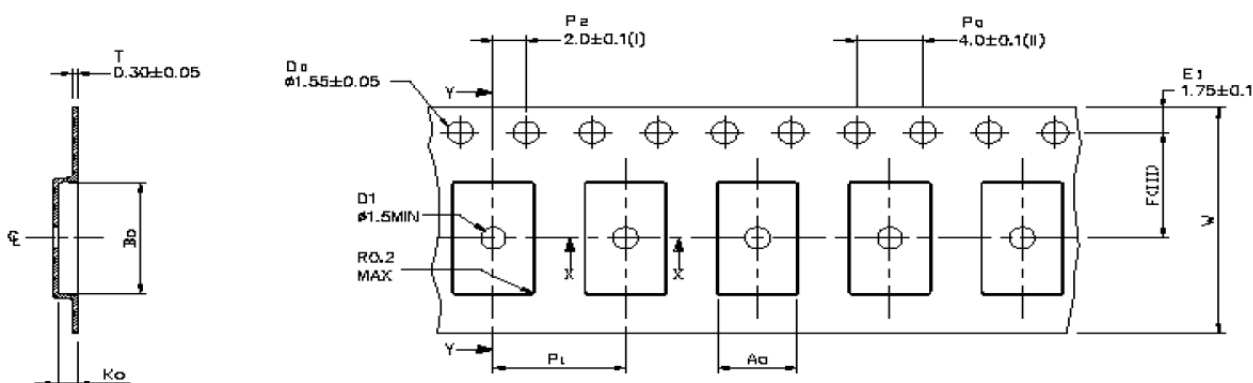 P2
2.0±0.1(I)
P0
4.0±0.1(II)
T
0.30±0.05
D0
ø1.55±0.05
E1
1.75±0.1
Y
D1
ø1.5MIN
R0.2
MAX
X
X
F(III)
W
℄
B0
Y
P1
A0
K0